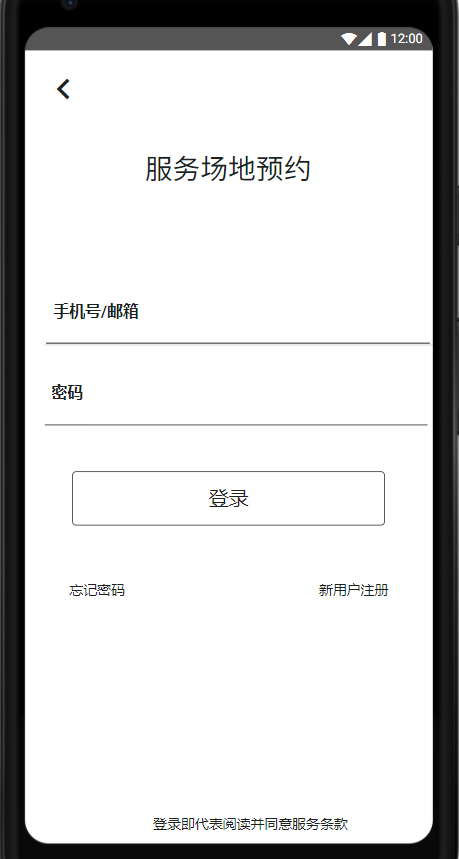 12:00
服务场地预约
手机号/邮箱
密码
登录
忘记密码 新用户注册
登录即代表阅读并同意服务条款